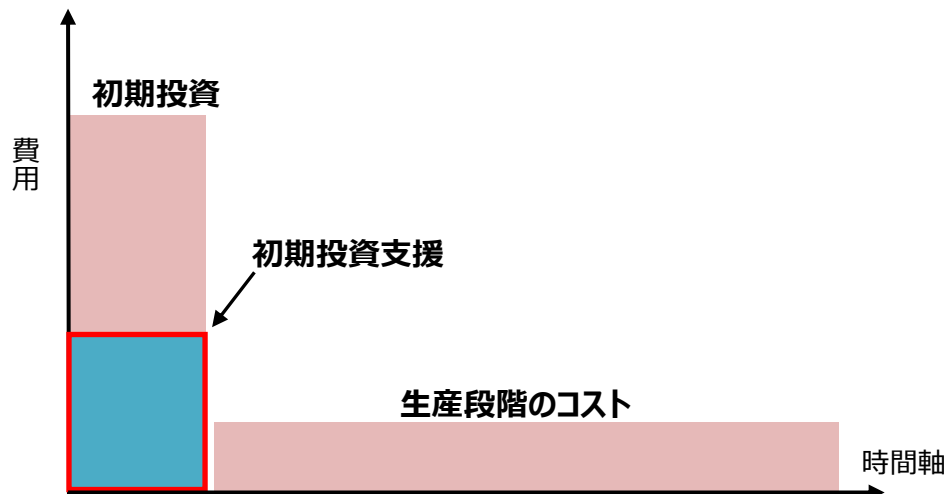 初期投資
費用
初期投資支援
生産段階のコスト
時間軸